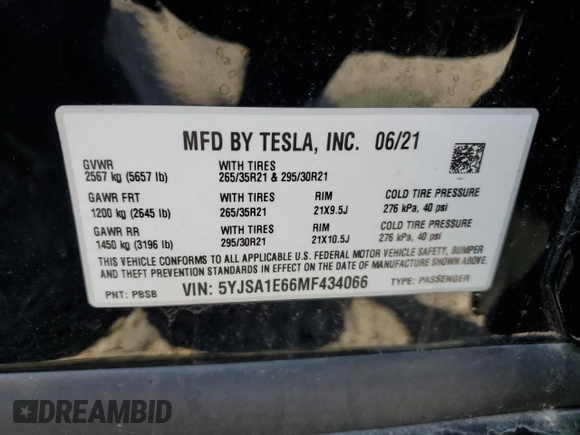 MFD BY TESLA, INC. 06/21
GVWR WITH TIRES
2567 kg (5657 lb) 265/35R21 & 295/30R21
GAWR FRT WITH TIRES RIM COLD TIRE PRESSURE
1200 kg (2645 lb) 265/35R21 21X9.5J 276 kPa, 40 psi
GAWR RR WITH TIRES RIM COLD TIRE PRESSURE
1450 kg (3196 lb) 295/30R21 21X10.5J 276 kPa, 40 psi
THIS VEHICLE CONFORMS TO ALL APPLICABLE U.S. FEDERAL MOTOR VEHICLE SAFETY, BUMPER
AND THEFT PREVENTION STANDARDS IN EFFECT ON THE DATE OF MANUFACTURE SHOWN ABOVE.
PNT: PBSB VIN: 5YJSA1E66MF434066 TYPE: PASSENGER
DREAMBID